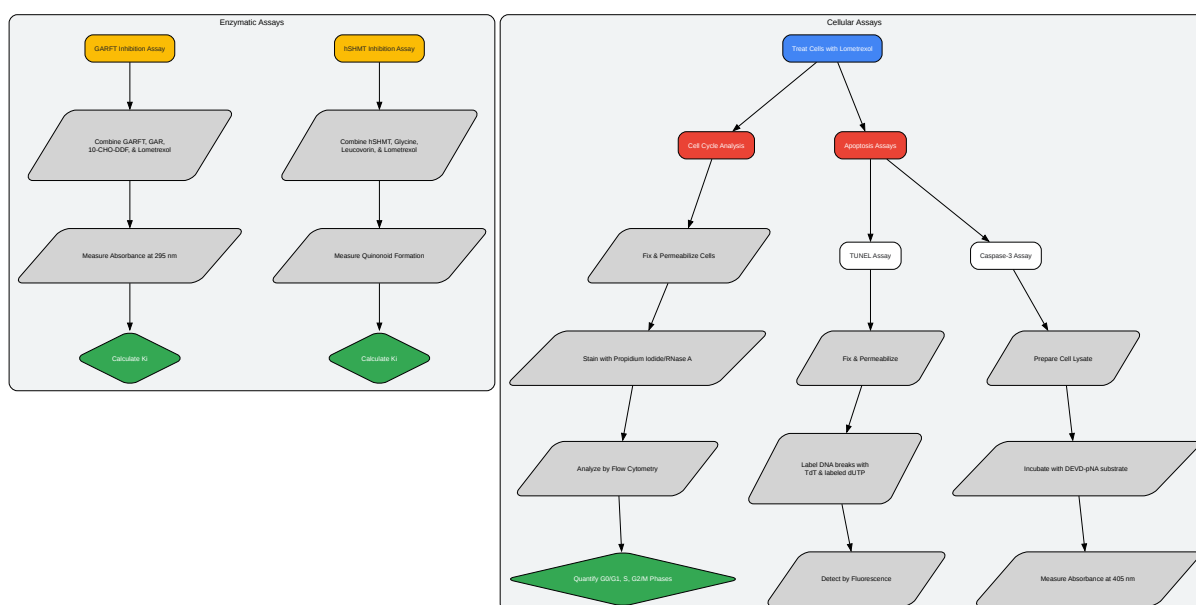 Enzymatic Assays
GARFT Inhibition Assay
hSHMT Inhibition Assay
Combine GARFT, GAR,
10-CHO-DDF, & Lometrexol
Combine hSHMT, Glycine,
Leucovorin, & Lometrexol
Measure Absorbance at 295 nm
Measure Quinonoid Formation
Calculate Ki
Calculate Ki
Cellular Assays
Treat Cells with Lometrexol
Cell Cycle Analysis
Apoptosis Assays
Fix & Permeabilize Cells
TUNEL Assay
Caspase-3 Assay
Stain with Propidium Iodide/RNase A
Fix & Permeabilize
Prepare Cell Lysate
Analyze by Flow Cytometry
Label DNA breaks with
TdT & labeled dUTP
Incubate with DEVD-pNA substrate
Quantify G0/G1, S, G2/M Phases
Detect by Fluorescence
Measure Absorbance at 405 nm